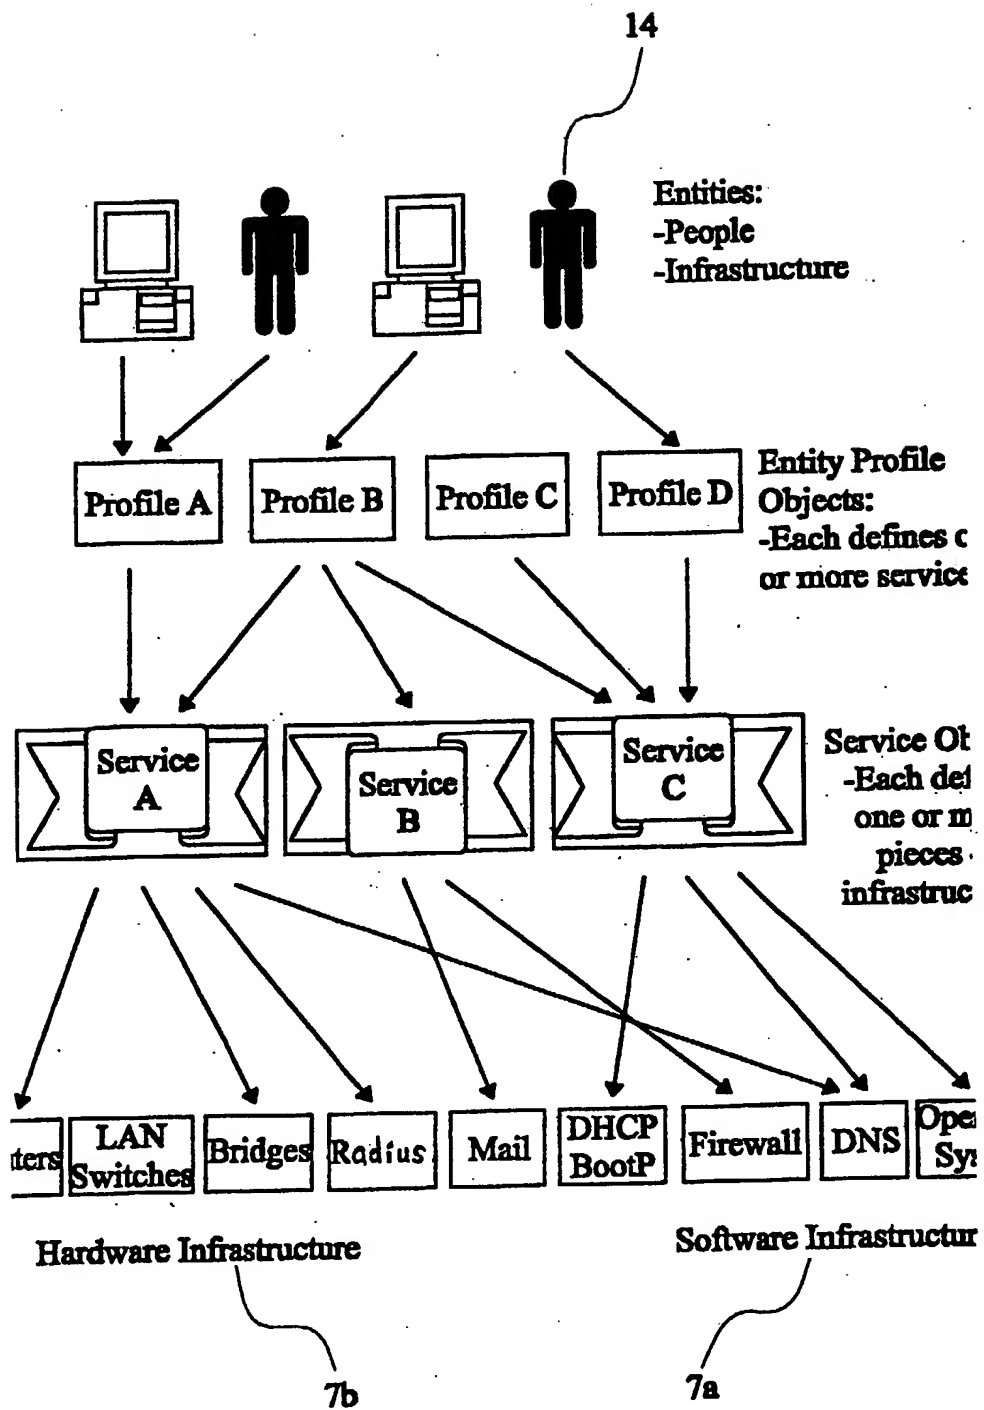 14
Entities:
-People
-Infrastructure
Profile A
Profile B
Profile C
Profile D
Entity Profile
Objects:
-Each defines
or more service
Service
A
Service
B
Service
C
Service
-Each
one or
pieces
LAN
Switches
Bridges
Radius
Mail
DHCP
BootP
Firewall
DNS
Hardware Infrastructure
Software
7b
7a